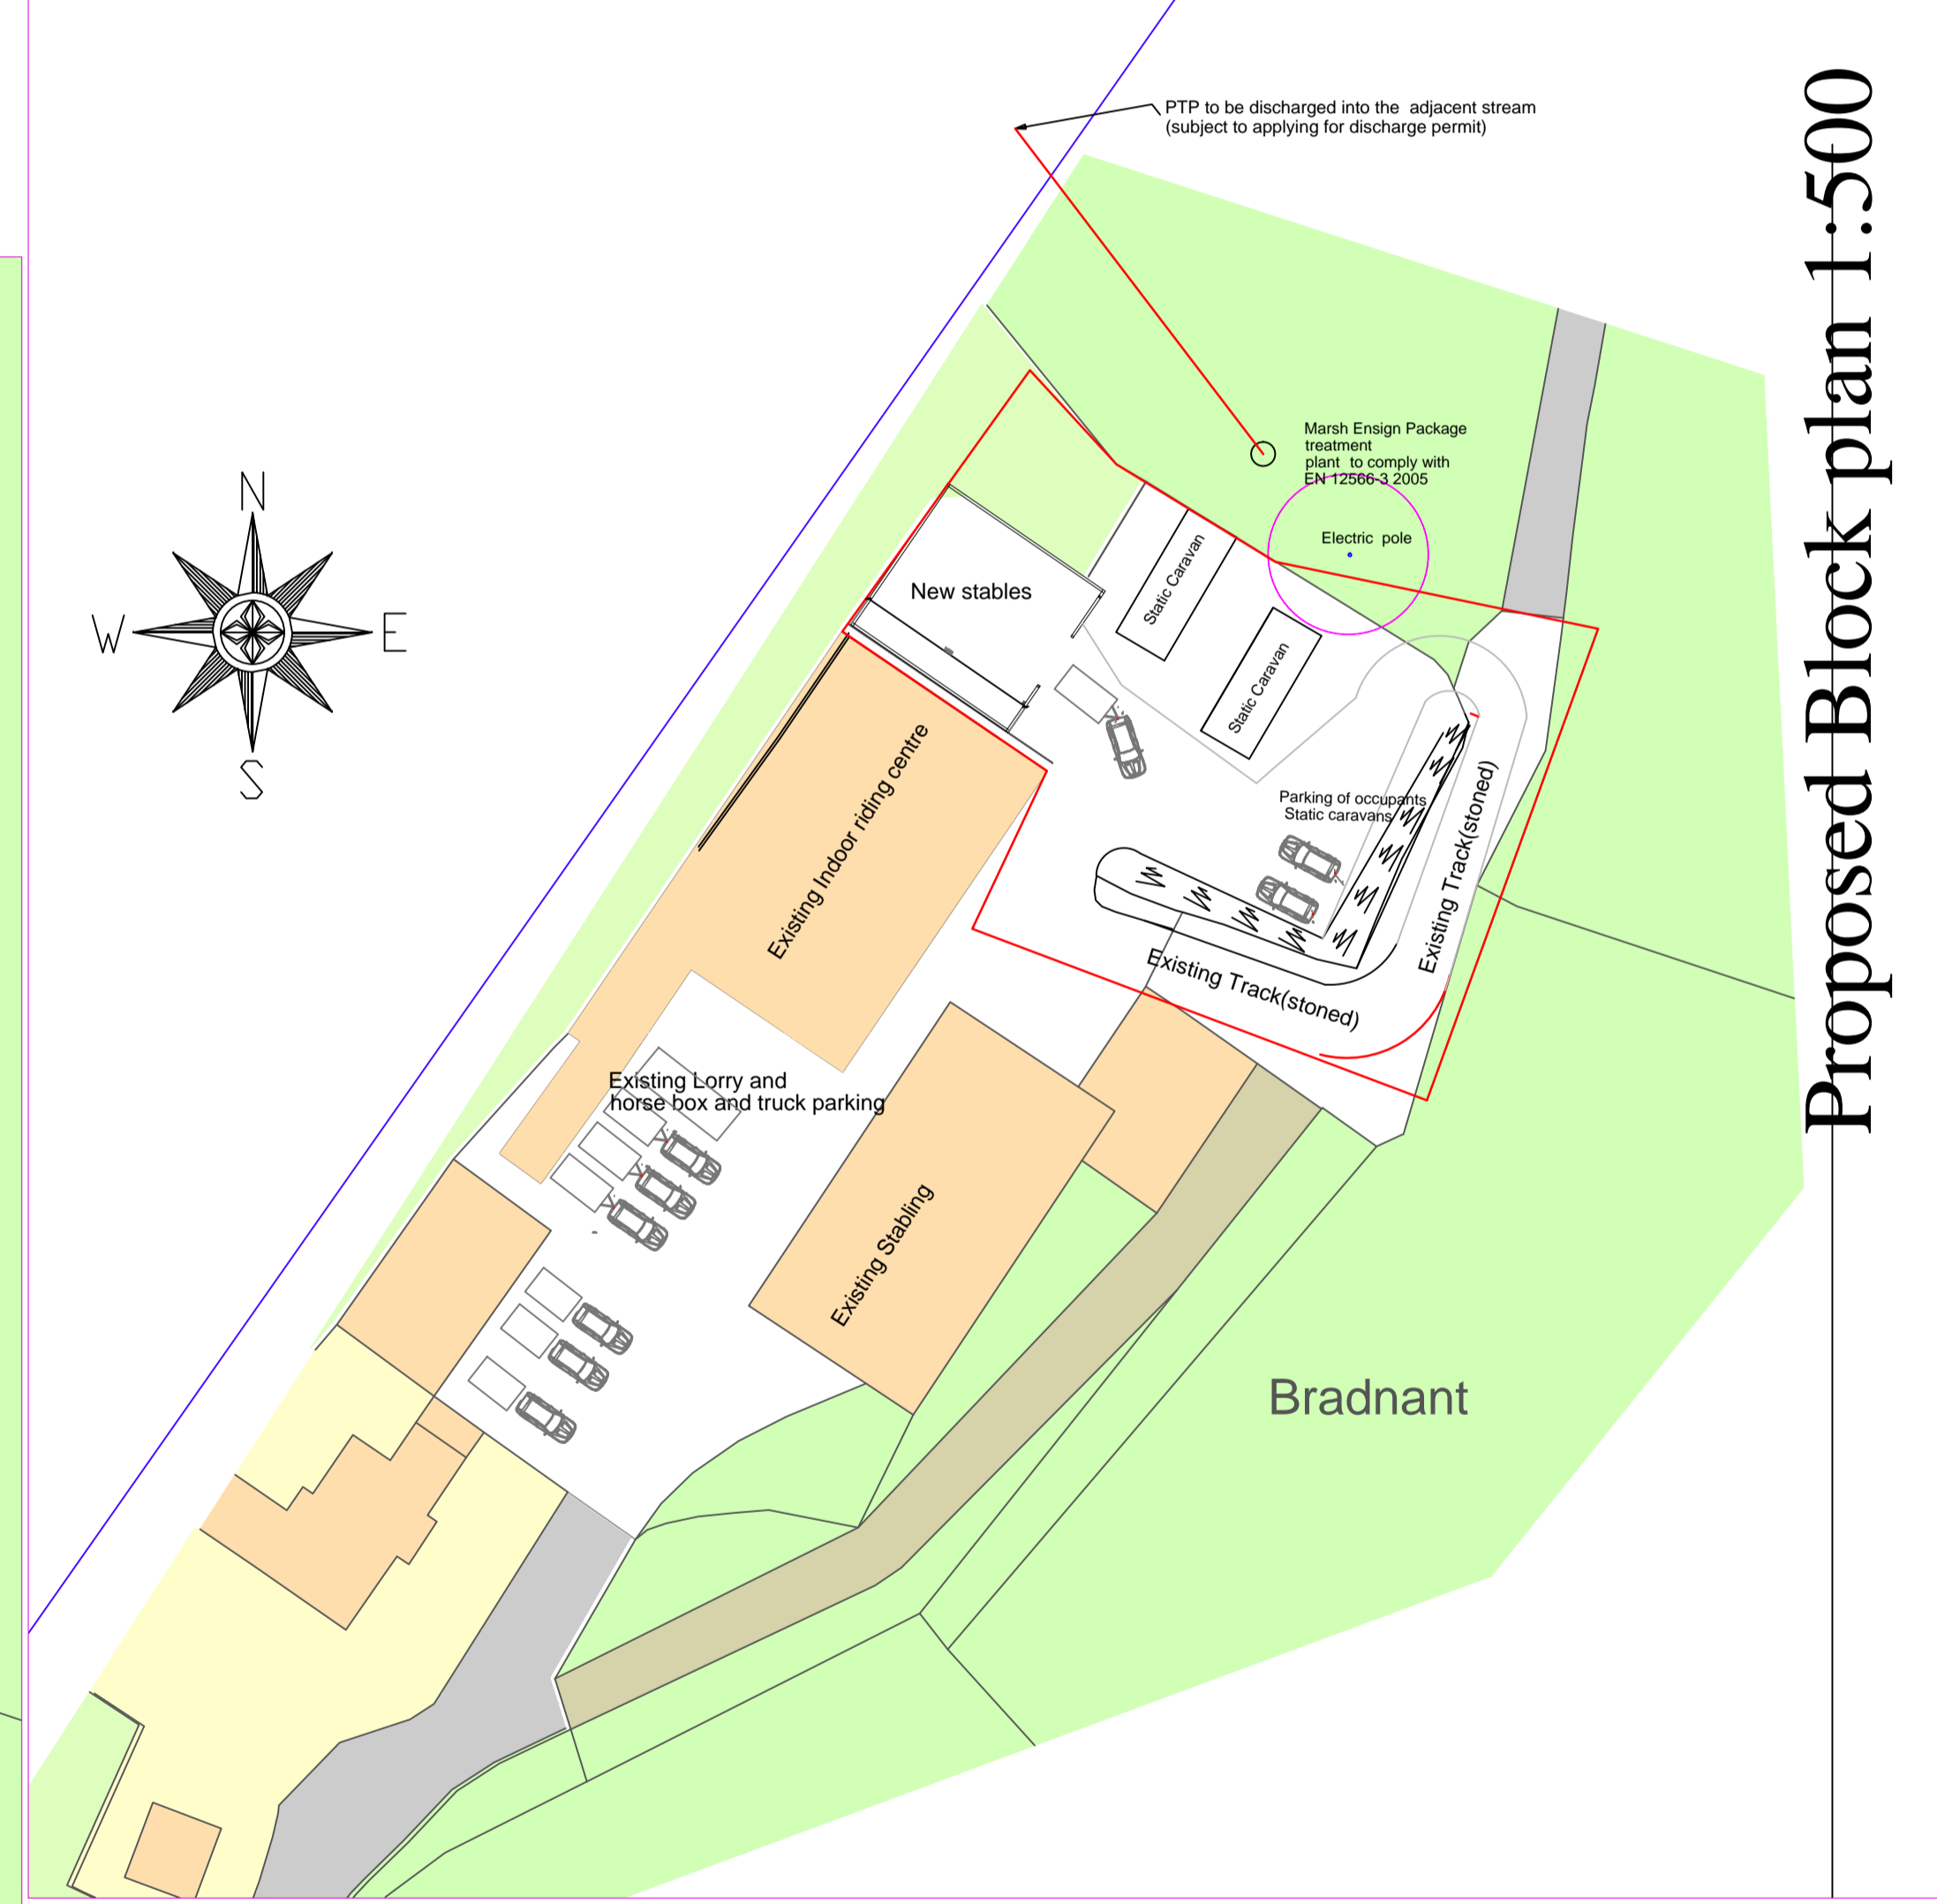 PTP to be discharged into the adjacent stream
(subject to applying for discharge permit)
Marsh Ensign Package
treatment
plant to comply with
EN 12566-3 2005
Electric pole
N
W
E
S
New stables
Static Caravan
Static Caravan
Existing Indoor riding centre
Parking of occupants
Static caravans
Existing Track(stoned)
Existing Track(stoned)
Existing Lorry and
horse box and truck parking
Existing Stabling
Bradnant
Proposed Block plan 1:500